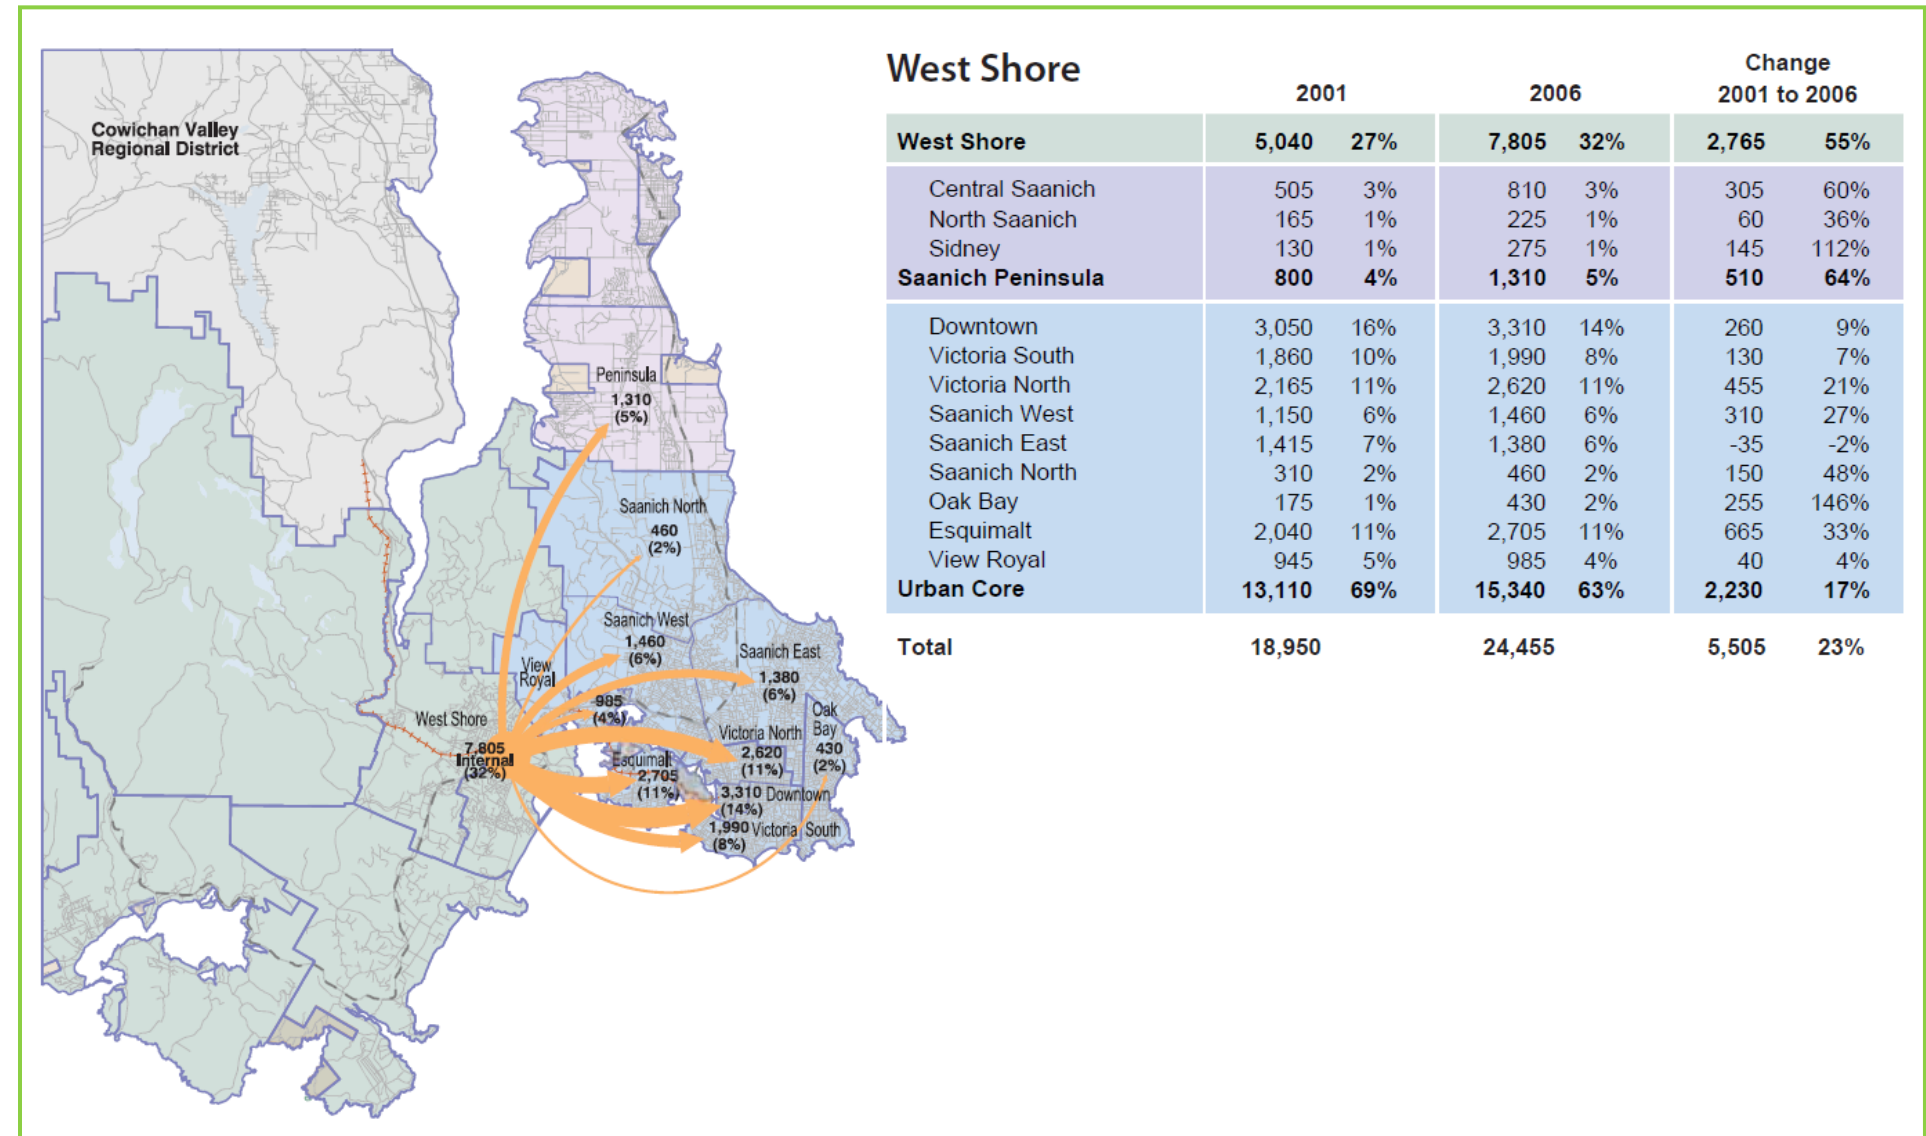 West Shore
2001 2006 Change 2001 to 2006
West Shore 5,040 27% 7,805 32% 2,765 55%
Central Saanich 505 3% 810 3% 305 60%
North Saanich 165 1% 225 1% 60 36%
Sidney 130 1% 275 1% 145 112%
Saanich Peninsula 800 4% 1,310 5% 510 64%
Downtown 3,050 16% 3,310 14% 260 9%
Victoria South 1,860 10% 1,990 8% 130 7%
Victoria North 2,165 11% 2,620 11% 455 21%
Saanich West 1,150 6% 1,460 6% 310 27%
Saanich East 1,415 7% 1,380 6% -35 -2%
Saanich North 310 2% 460 2% 150 48%
Oak Bay 175 1% 430 2% 255 146%
Esquimalt 2,040 11% 2,705 11% 665 33%
View Royal 945 5% 985 4% 40 4%
Urban Core 13,110 69% 15,340 63% 2,230 17%
Total 18,950 24,455 5,505 23%
Cowichan Valley
Regional District
Peninsula
1,310
(5%)
Saanich North
460
(2%)
Saanich West
1,460
(6%)
Saanich East
1,380
(6%)
View
Royal
985
(4%)
Oak
Bay
430
(2%)
West Shore
7,805
Internal
(32%)
Victoria North
2,620
(11%)
Esquimalt
2,705
(11%)
3,310 Downtown
(14%)
1,990 Victoria South
(8%)